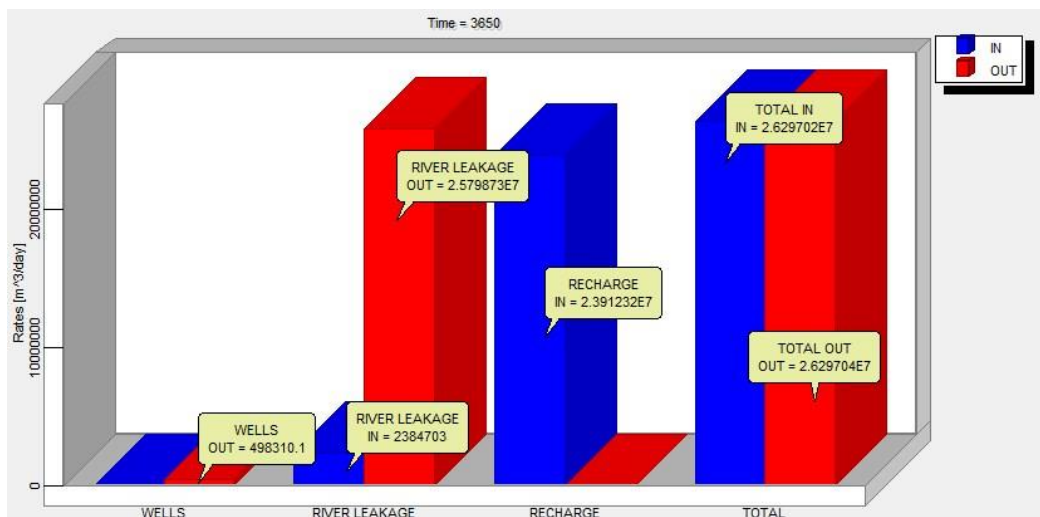 Time = 3650
IN
OUT
TOTAL IN
IN = 2.629702E7
RIVER LEAKAGE
OUT = 2.579873E7
RECHARGE
IN = 2.391232E7
TOTAL OUT
OUT = 2.629704E7
WELLS
OUT = 498310.1
RIVER LEAKAGE
IN = 2384703
Rates [m^3/day]
20000000
10000000
0
WELLS
RIVER LEAKAGE
RECHARGE
TOTAL